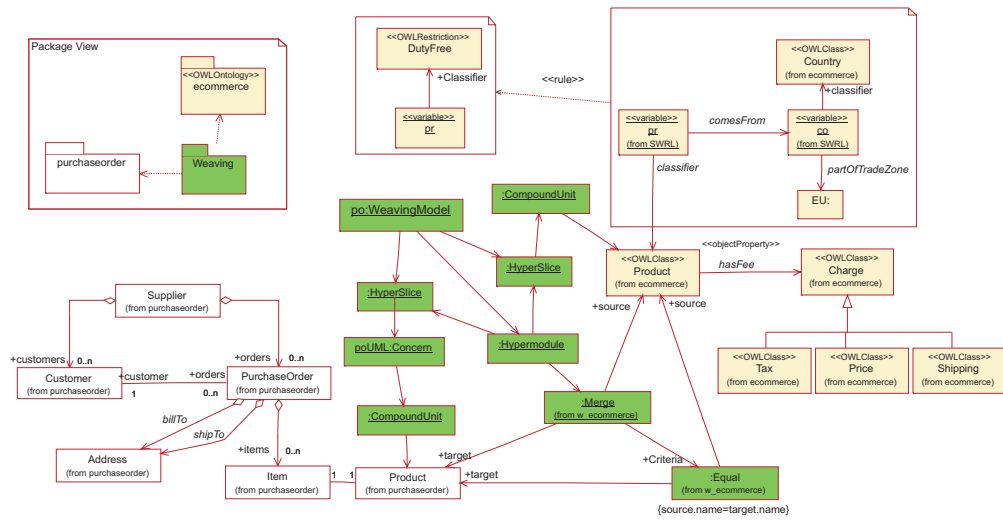 Package View
<<OWLOntology>>
ecommerce
purchaseorder
Weaving
<<OWLRestriction>>
DutyFree
+Classifier
<<variable>>
pr
<<rule>>
<<OWLClass>>
Country
(from ecommerce)
+classifier
<<variable>>
pr
(from SWRL)
comesFrom
<<variable>>
co
(from SWRL)
classifier
partOfTradeZone
EU:
:CompoundUnit
po:WeavingModel
:HyperSlice
:HyperSlice
<<OWLClass>>
Product
(from ecommerce)
<<objectProperty>>
hasFee
<<OWLClass>>
Charge
(from ecommerce)
+source
+source
Supplier
(from purchaseorder)
poUML:Concern
:Hypermodule
<<OWLClass>>
Tax
(from ecommerce)
<<OWLClass>>
Price
(from ecommerce)
<<OWLClass>>
Shipping
(from ecommerce)
+customers
0..n
+orders
0..n
Customer
(from purchaseorder)
+customer
1
+orders
0..n
PurchaseOrder
(from purchaseorder)
:Merge
(from w_ecommerce)
:CompoundUnit
billTo
shipTo
+items
0..n
+target
+Criteria
Address
(from purchaseorder)
Item
(from purchaseorder)
1
1
Product
(from purchaseorder)
+target
:Equal
(from w_ecommerce)
{source.name=target.name}